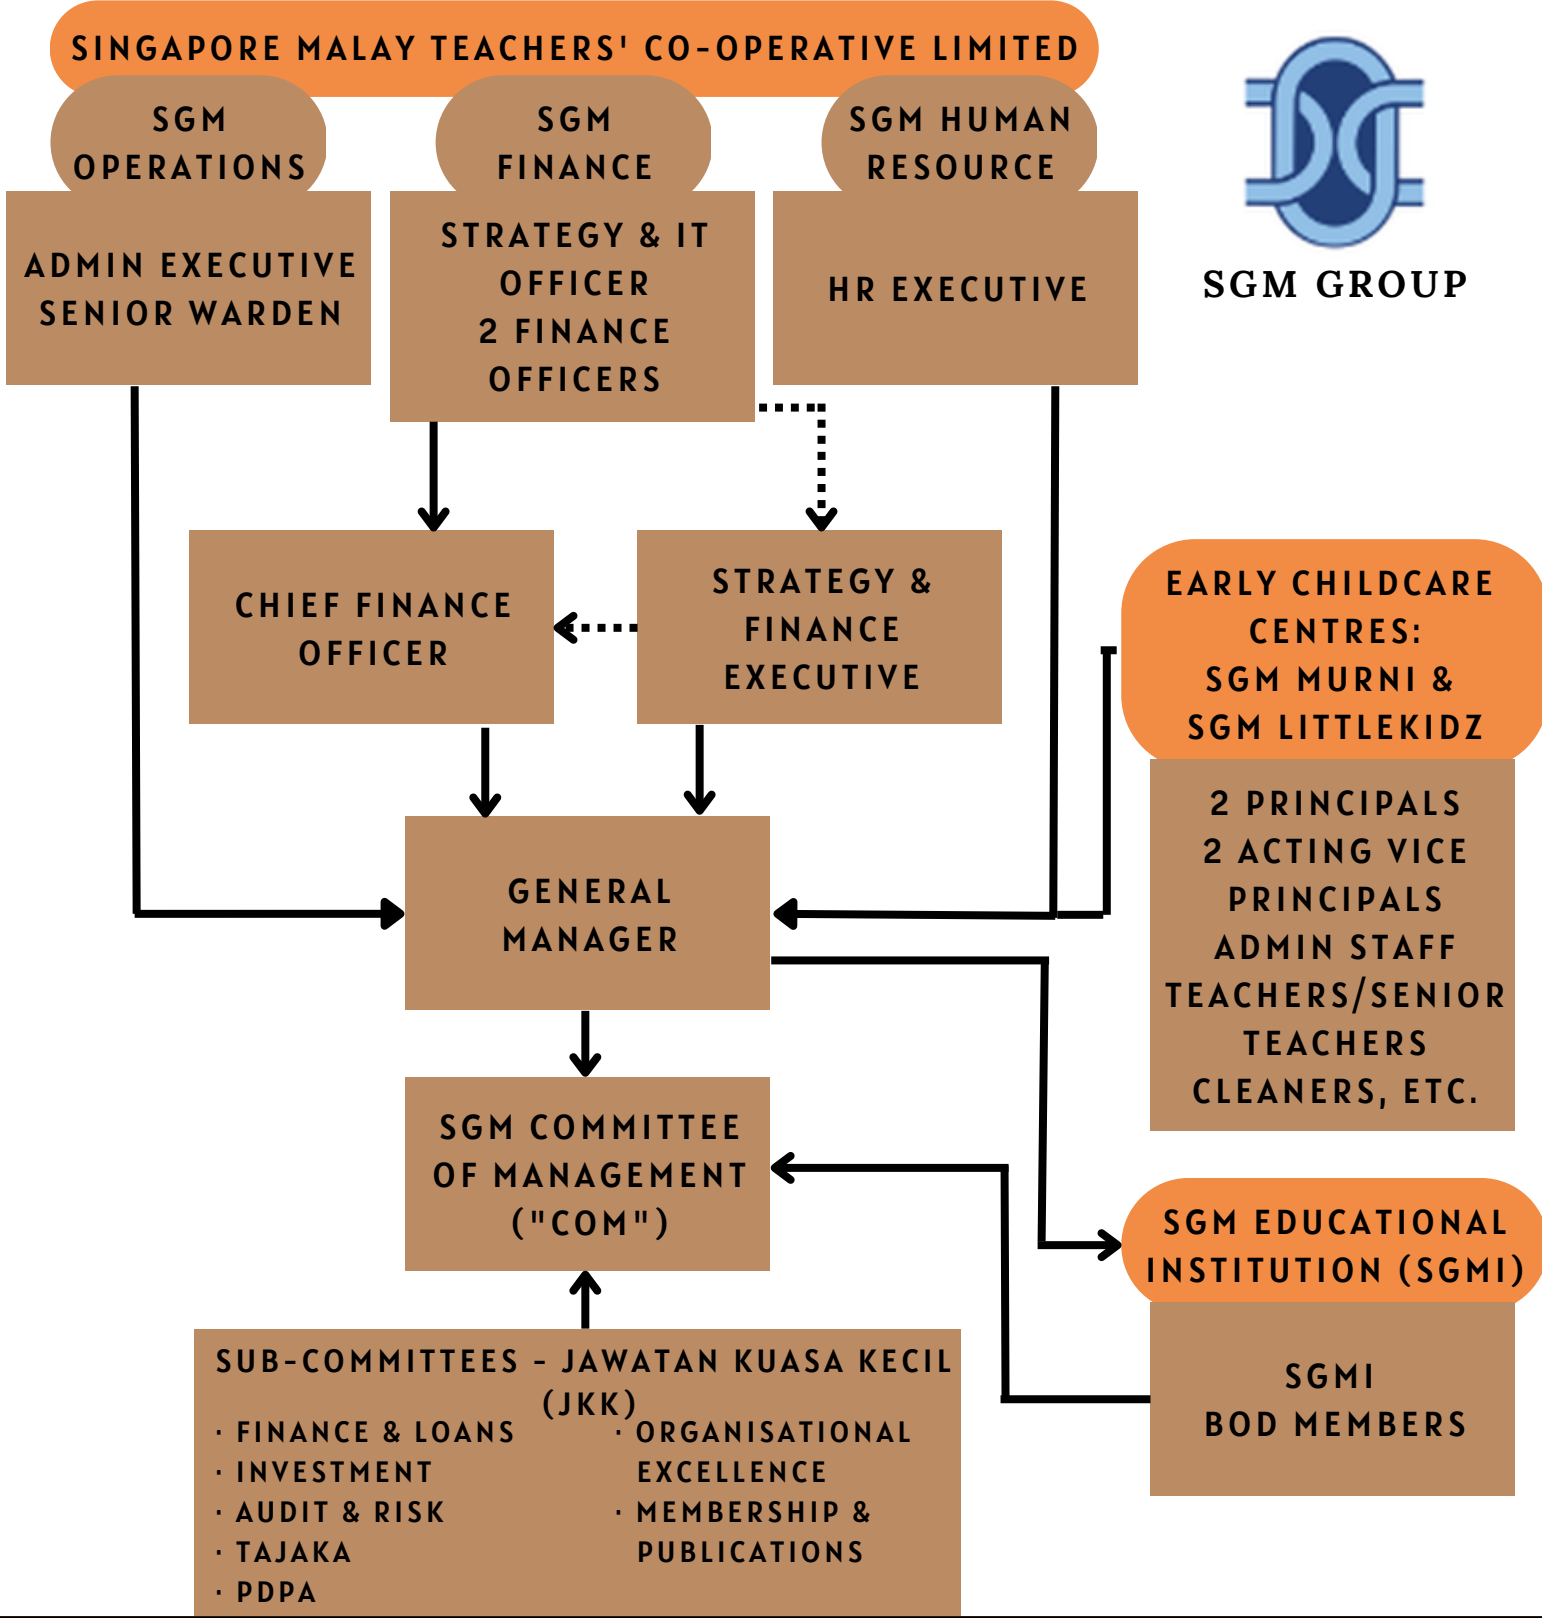 SINGAPORE MALAY TEACHERS' CO-OPERATIVE LIMITED
SGM
OPERATIONS
ADMIN EXECUTIVE
SENIOR WARDEN
SGM
FINANCE
STRATEGY & IT
OFFICER
2 FINANCE
OFFICERS
SGM HUMAN
RESOURCE
HR EXECUTIVE
SGM GROUP
CHIEF FINANCE
OFFICER
STRATEGY &
FINANCE
EXECUTIVE
EARLY CHILDCARE
CENTRES:
SGM MURNI &
SGM LITTLEKIDZ
2 PRINCIPALS
2 ACTING VICE
PRINCIPALS
ADMIN STAFF
TEACHERS/SENIOR
TEACHERS
CLEANERS, ETC.
GENERAL
MANAGER
SGM COMMITTEE
OF MANAGEMENT
("COM")
SGM EDUCATIONAL
INSTITUTION (SGMI)
SGMI
BOD MEMBERS
SUB-COMMITTEES - JAWATAN KUASA KECIL
(JKK)
· FINANCE & LOANS
· INVESTMENT
· AUDIT & RISK
· TAJAKA
· PDPA
· ORGANISATIONAL
EXCELLENCE
· MEMBERSHIP &
PUBLICATIONS